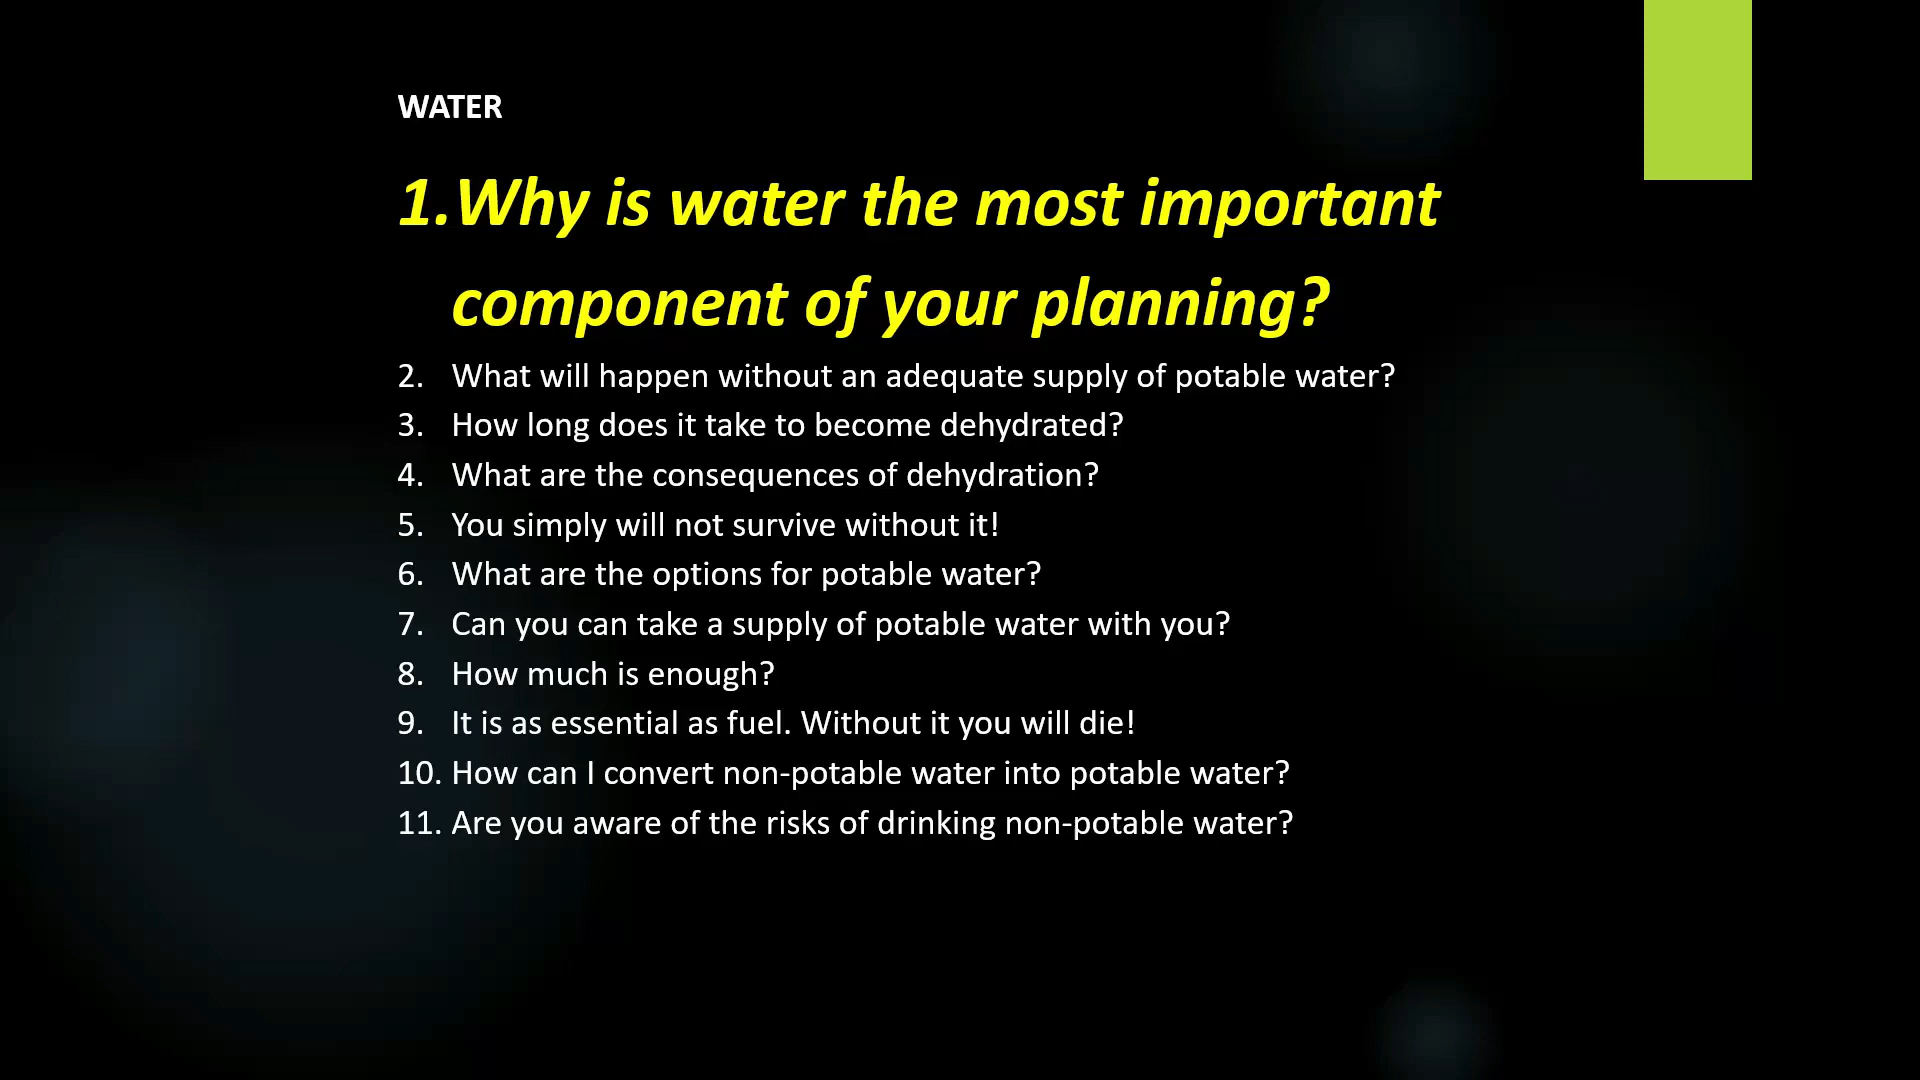 WATER
1.Why is water the most important
component of your planning?
2. What will happen without an adequate supply of potable water?
3. How long does it take to become dehydrated?
4. What are the consequences of dehydration?
5. You simply will not survive without it!
6. What are the options for potable water?
7. Can you can take a supply of potable water with you?
8. How much is enough?
9. It is as essential as fuel. Without it you will die!
10. How can I convert non-potable water into potable water?
11. Are you aware of the risks of drinking non-potable water?